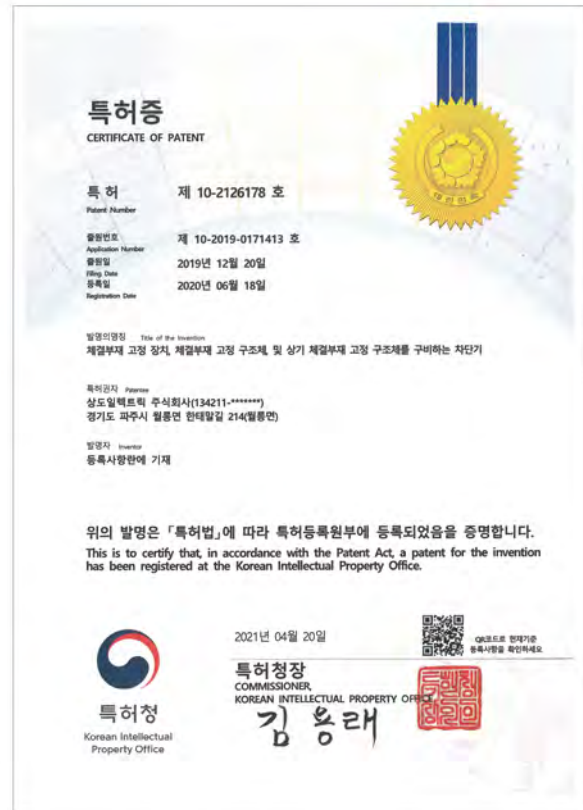 특허증
CERTIFICATE OF PATENT
특 허 제 10-2126178 호
Patent Number
출원번호 제 10-2019-0171413 호
Application Number
출원일 2019년 12월 20일
Filing Date
등록일 2020년 06월 18일
Registration Date
발명의명칭 Title of the Invention
체결부재 고정 장치, 체결부재 고정 구조체, 및 상기 체결부재 고정 구조체를 구비하는 차단기
특허권자 Patentee
상도일렉트릭 주식회사(134211-*******)
경기도 파주시 월롱면 한태말길 214(월롱면)
발명자 Inventor
등록사항란에 기재
위의 발명은 「특허법」에 따라 특허등록원부에 등록되었음을 증명합니다.
This is to certify that, in accordance with the Patent Act, a patent for the invention
has been registered at the Korean Intellectual Property Office.
2021년 04월 20일
QR코드로 현재기준
등록사항을 확인하세요
특허청장
COMMISSIONER,
KOREAN INTELLECTUAL PROPERTY OFFICE
김용래
특허청
Korean Intellectual
Property Office